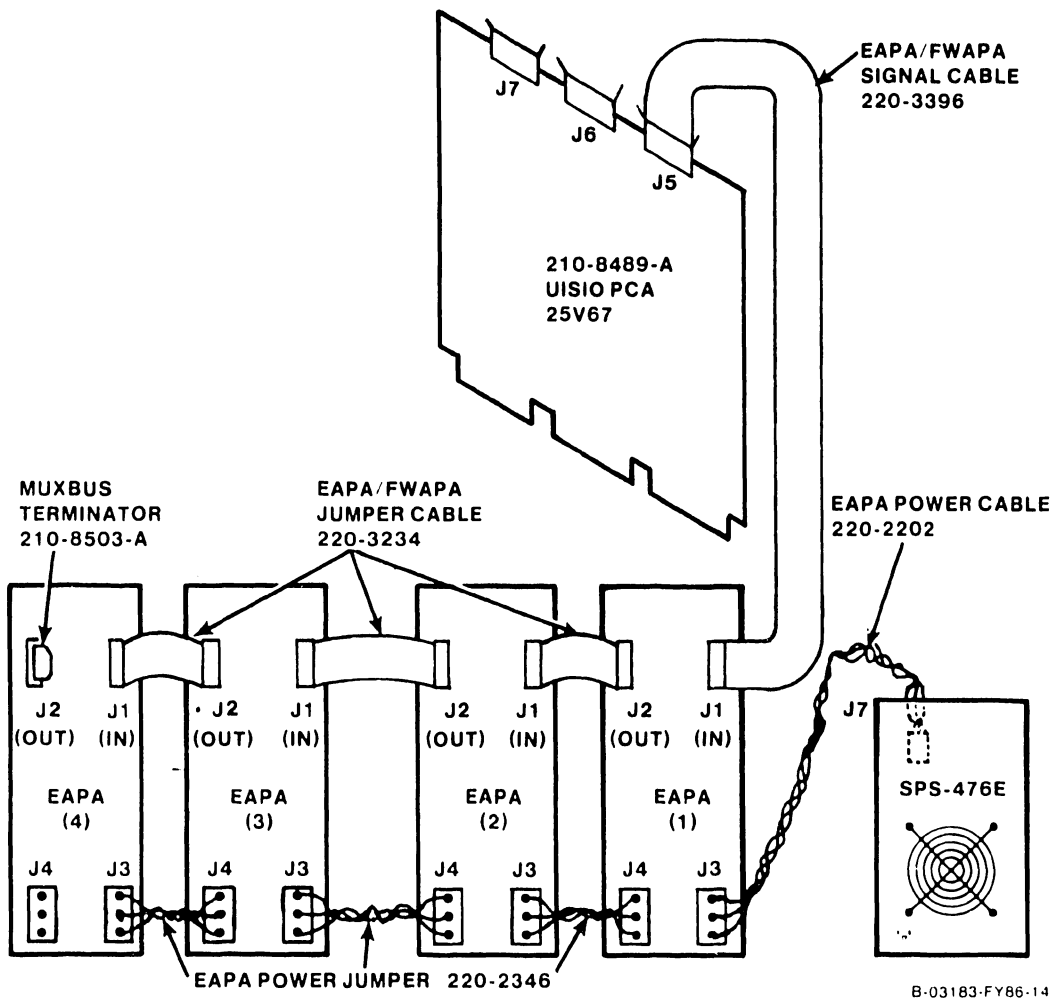 EAPA/FWAPA
SIGNAL CABLE
220-3396
J7
J6
J5
210-8489-A
UISIO PCA
25V67
MUXBUS
TERMINATOR
210-8503-A
EAPA/FWAPA
JUMPER CABLE
220-3234
EAPA POWER CABLE
220-2202
J2
(OUT)
J1
(IN)
J2
(OUT)
J1
(IN)
J2
(OUT)
J1
(IN)
J2
(OUT)
J1
(IN)
J7
EAPA
(4)
EAPA
(3)
EAPA
(2)
EAPA
(1)
SPS-476E
J4
J3
J4
J3
J4
J3
J4
J3
EAPA POWER JUMPER 220-2346
B-03183-FY86-14